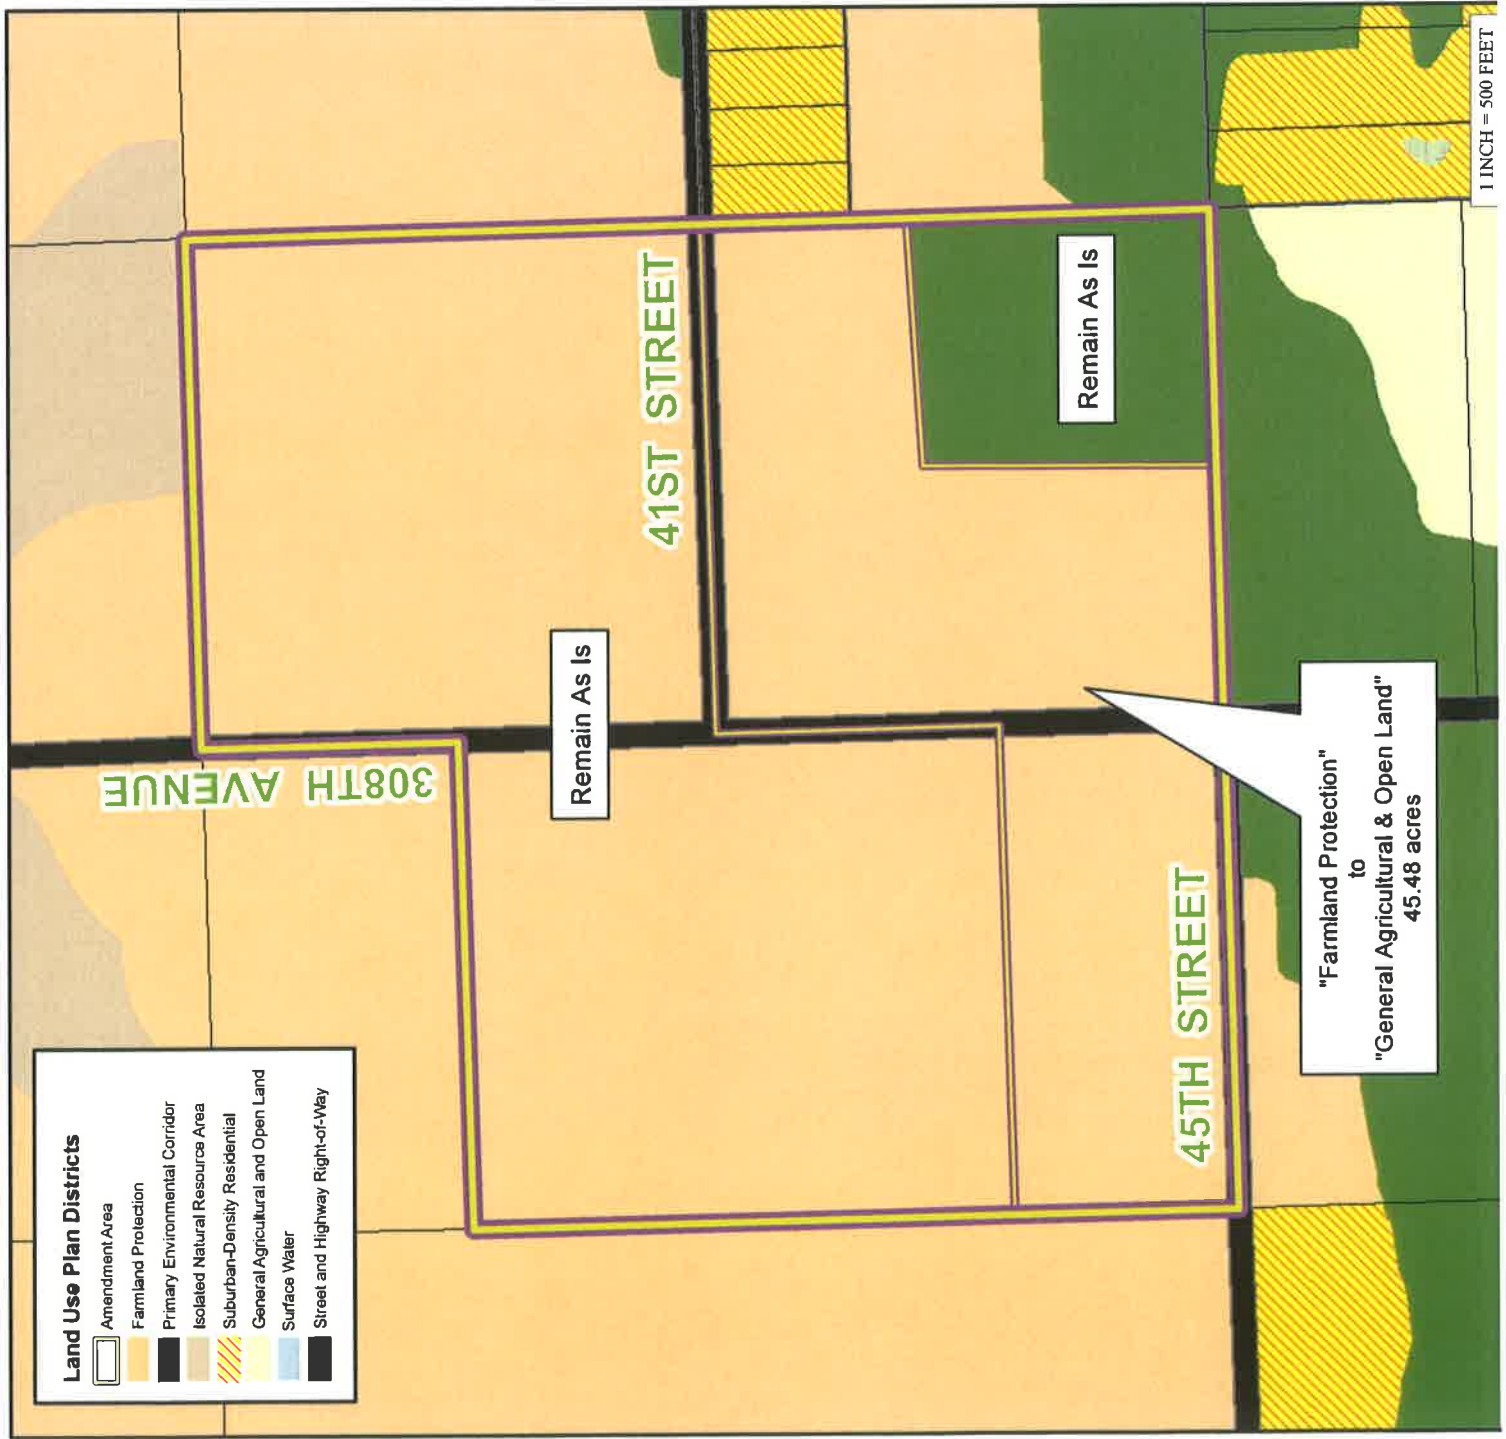 Land Use Plan Districts
Amendment Area
Farmland Protection
Primary Environmental Corridor
Isolated Natural Resource Area
Suburban-Density Residential
General Agricultural and Open Land
Surface Water
Street and Highway Right-of-Way
308TH AVENUE
41ST STREET
45TH STREET
Remain As Is
Remain As Is
"Farmland Protection"
to
"General Agricultural & Open Land"
45.48 acres
1 INCH = 500 FEET